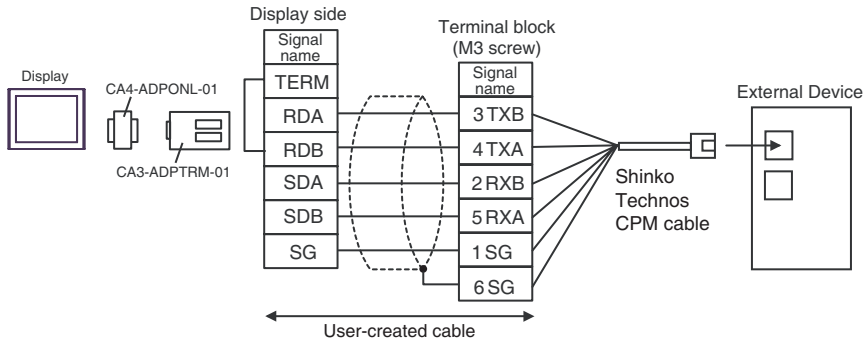 Display
CA4-ADPONL-01
CA3-ADPTRM-01
Display side
Signal
name
TERM
RDA
RDB
SDA
SDB
SG
Terminal block
(M3 screw)
Signal
name
3 TXB
4 TXA
2 RXB
5 RXA
1 SG
6 SG
User-created cable
Shinko
Technos
CPM cable
External Device